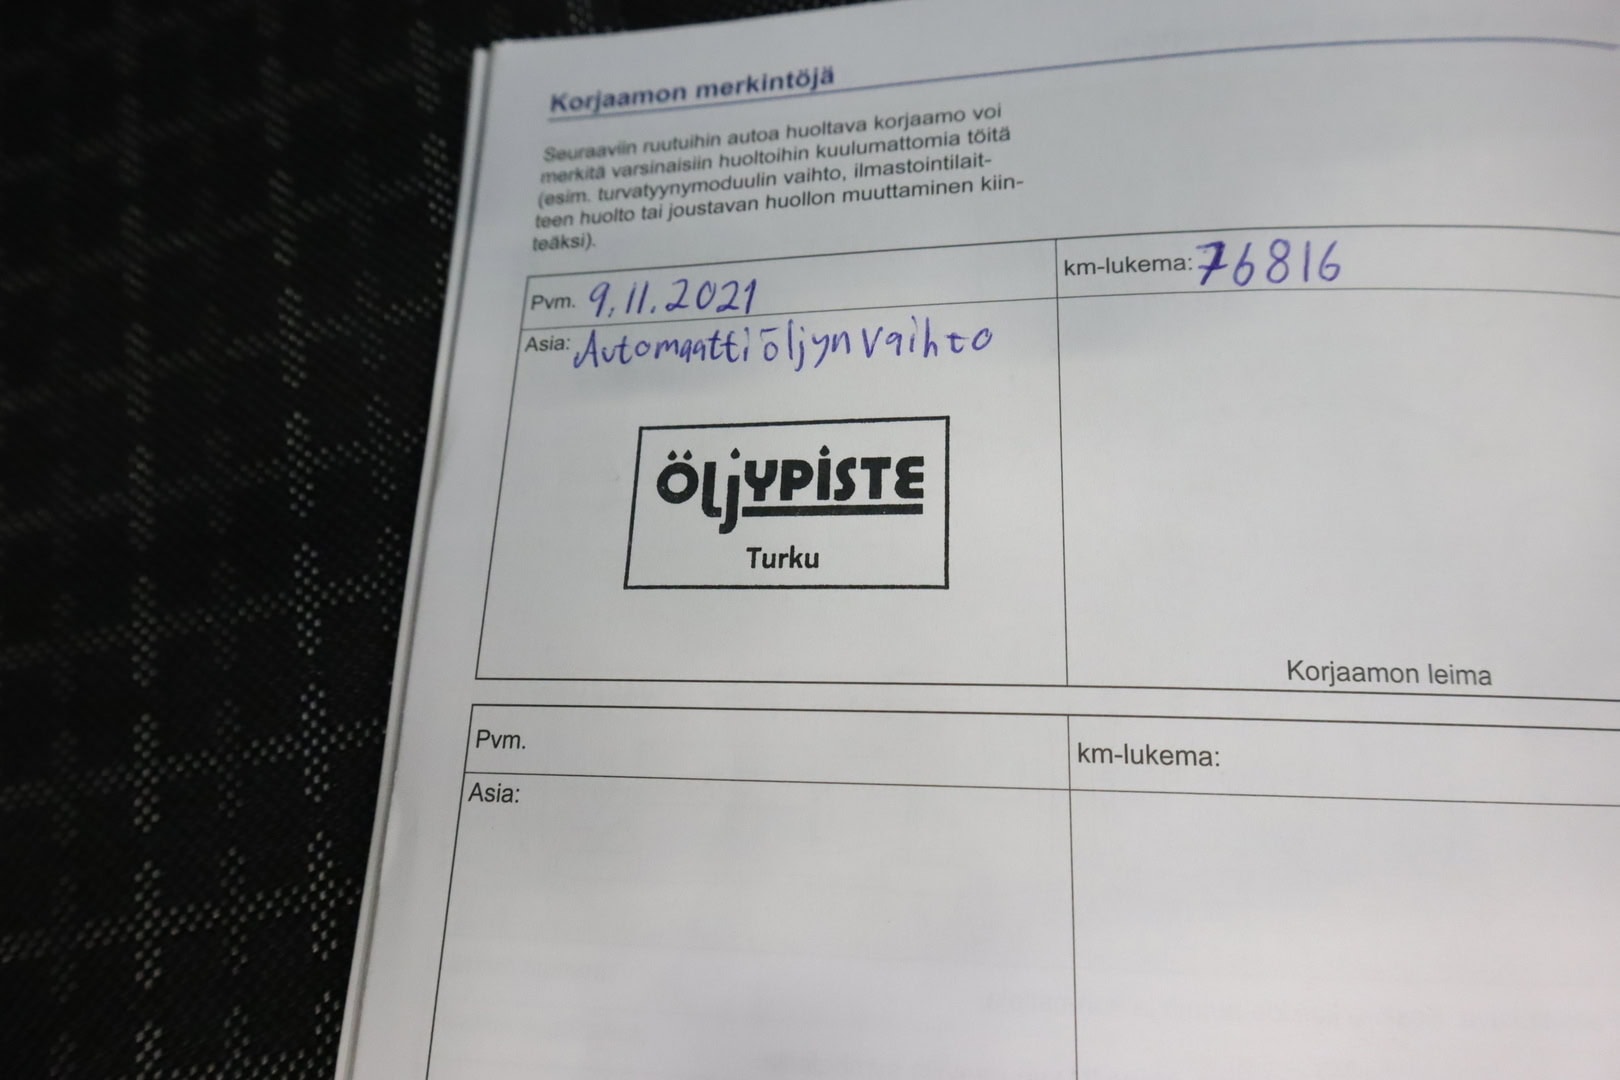 Korjaamon merkintöjä
Seuraaviin ruutuihin autoa huoltava korjaamo voi
merkitä varsinaisiin huoltoihin kuulumattomia töitä
(esim. turvatyynymoduulin vaihto, ilmastointilait-
teen huolto tai joustavan huollon muuttaminen kiin-
teäksi).
Pvm. 9.11.2021
km-lukema: 76816
Asia: Automaattiöljynvaihto
ÖLjYPiSTE
Turku
Korjaamon leima
Pvm.
km-lukema:
Asia: